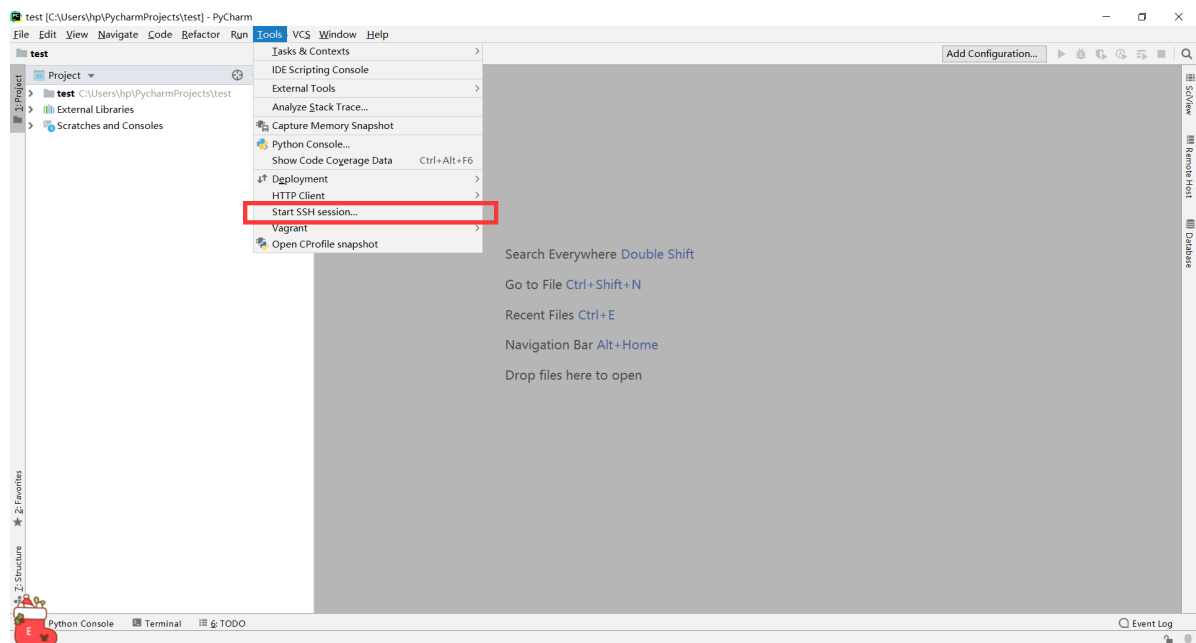 test [C:\Users\hp\PycharmProjects\test] - PyCharm
File Edit View Navigate Code Refactor Run Tools VCS Window Help
test
Add Configuration...
Project
1: Project
test C:\Users\hp\PycharmProjects\test
External Libraries
Scratches and Consoles
Tasks & Contexts
IDE Scripting Console
External Tools
Analyze Stack Trace...
Capture Memory Snapshot
Python Console...
Show Code Coverage Data Ctrl+Alt+F6
Deployment
HTTP Client
Start SSH session...
Vagrant
Open CProfile snapshot
Search Everywhere Double Shift
Go to File Ctrl+Shift+N
Recent Files Ctrl+E
Navigation Bar Alt+Home
Drop files here to open
SciView
Remote Host
Database
2: Favorites
7: Structure
E
Python Console Terminal 6: TODO
Event Log